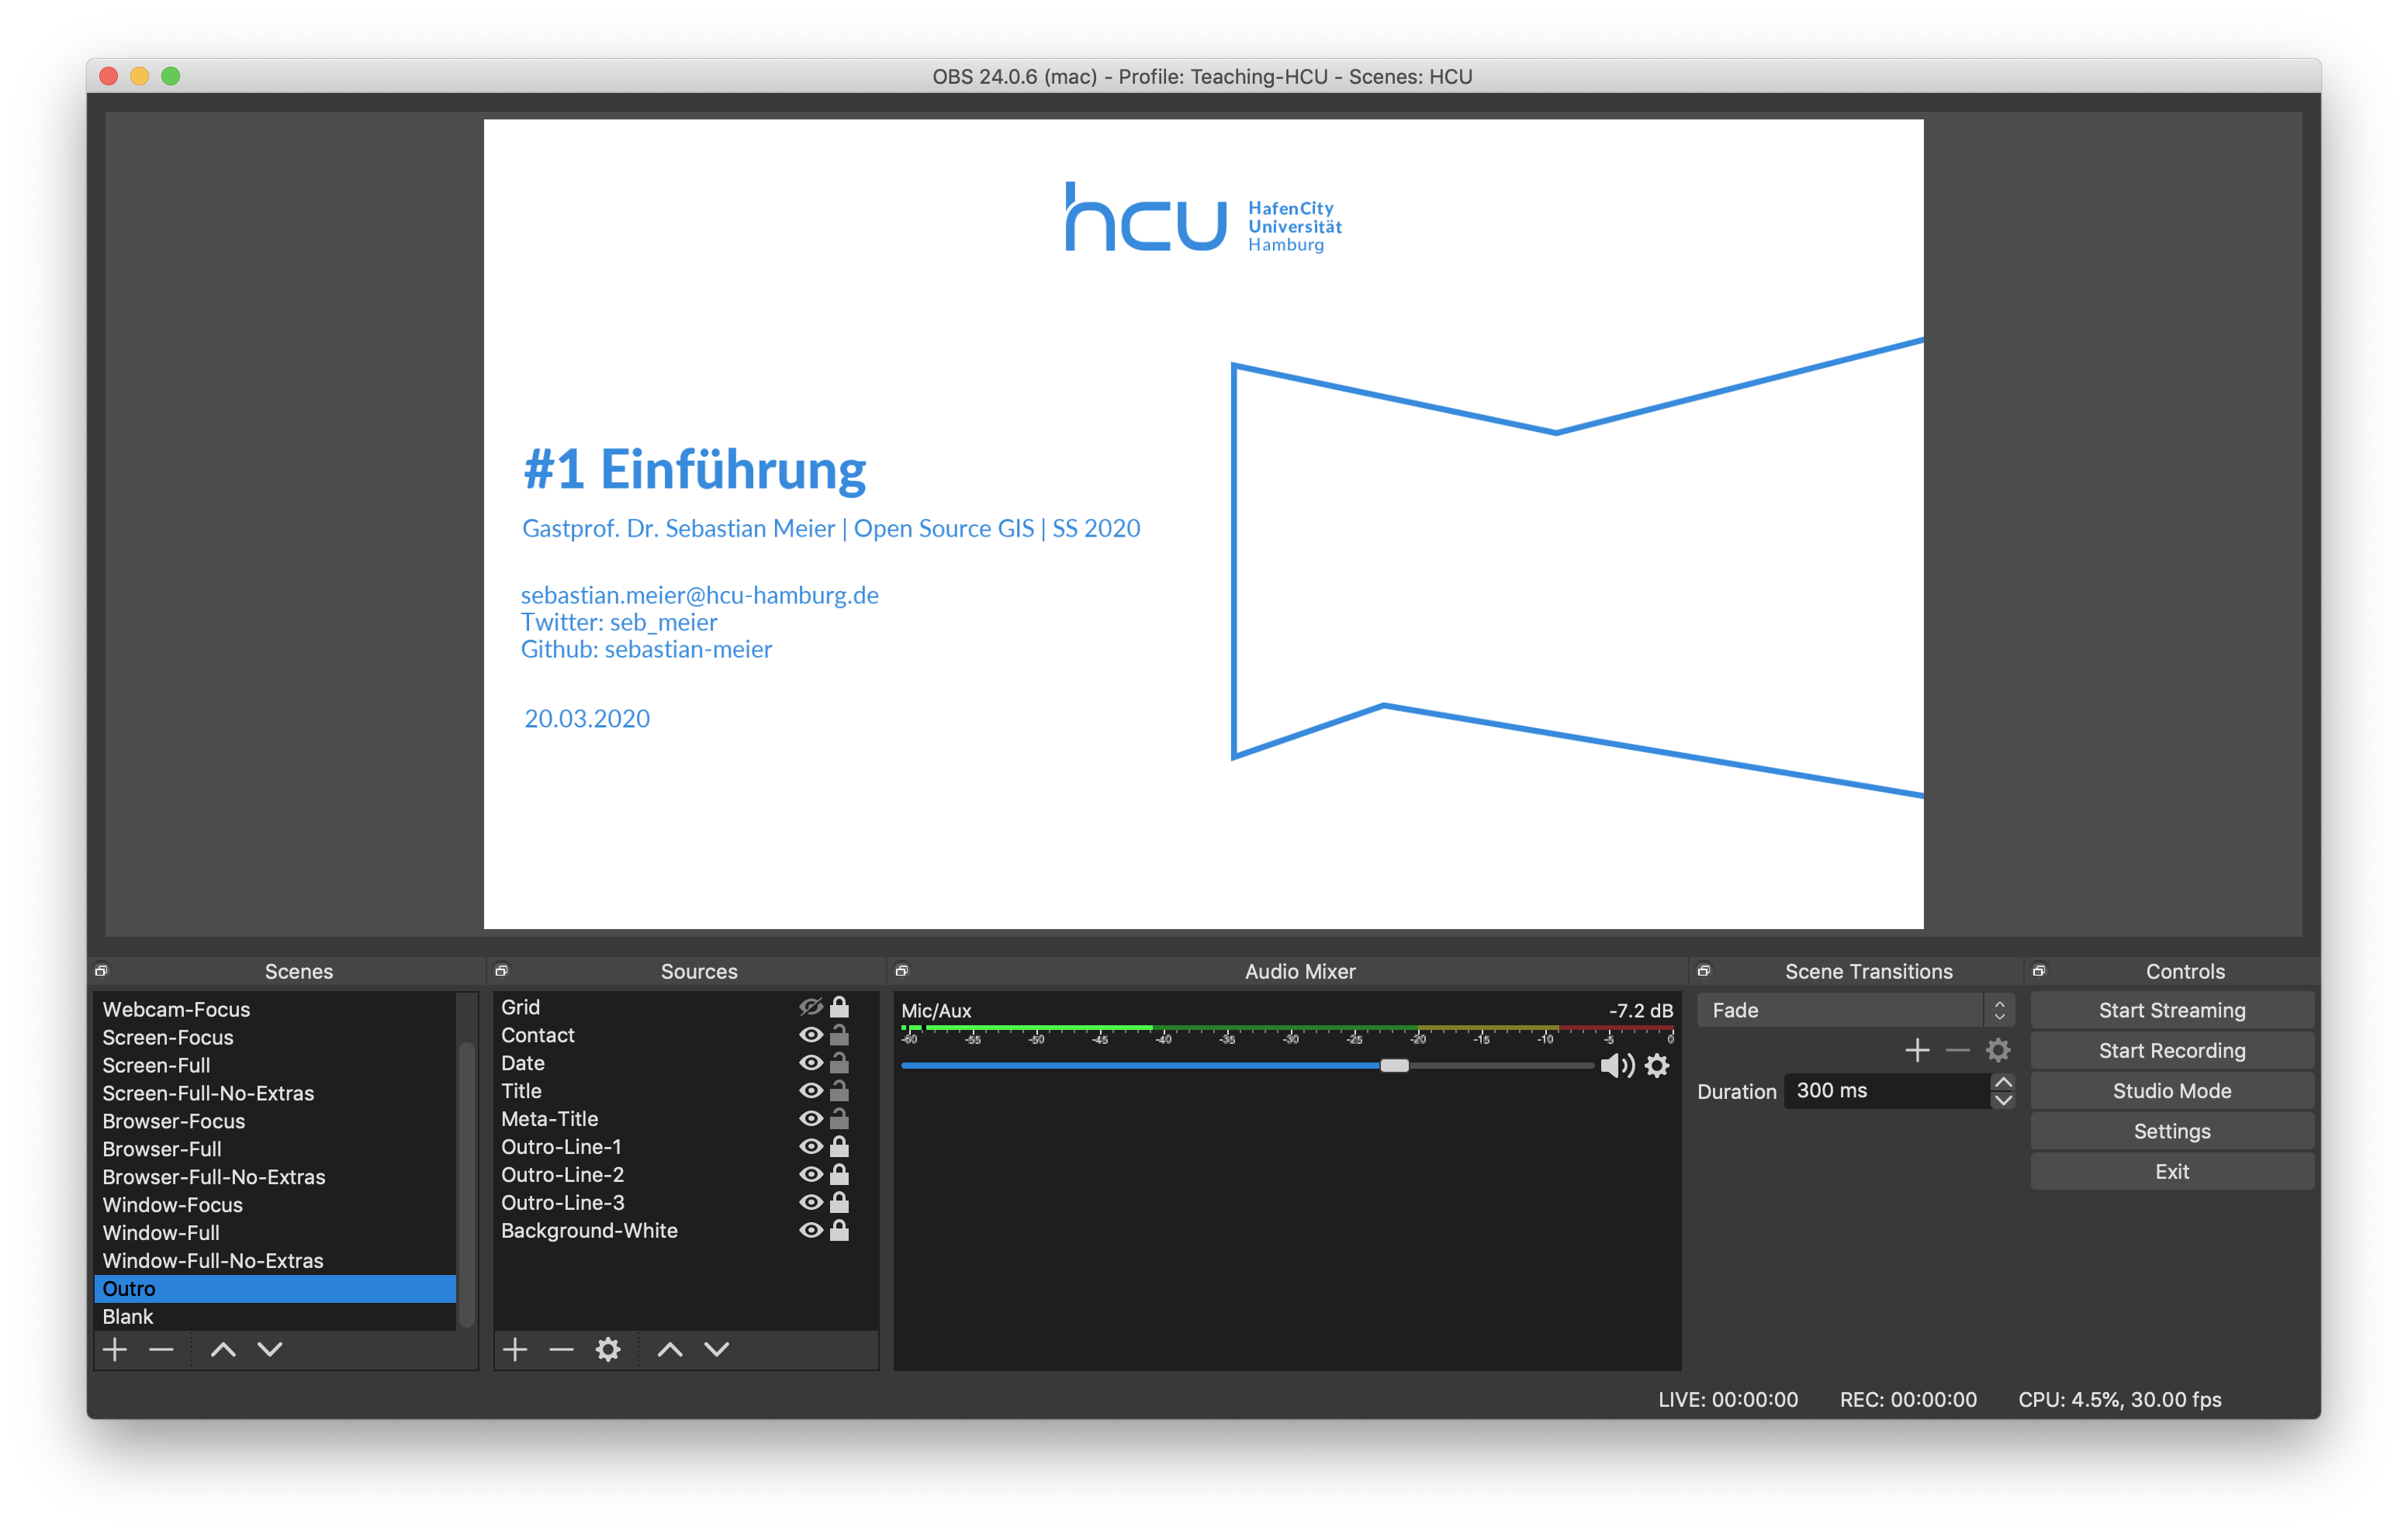 OBS 24.0.6 (mac) - Profile: Teaching-HCU - Scenes: HCU
hcu
HafenCity
Universität
Hamburg
#1 Einführung
Gastprof. Dr. Sebastian Meier | Open Source GIS | SS 2020
sebastian.meier@hcu-hamburg.de
Twitter: seb_meier
Github: sebastian-meier
20.03.2020
Scenes
Webcam-Focus
Screen-Focus
Screen-Full
Screen-Full-No-Extras
Browser-Focus
Browser-Full
Browser-Full-No-Extras
Window-Focus
Window-Full
Window-Full-No-Extras
Outro
Blank
Sources
Grid
Contact
Date
Title
Meta-Title
Outro-Line-1
Outro-Line-2
Outro-Line-3
Background-White
Audio Mixer
Mic/Aux -7.2 dB
-60 -55 -50 -45 -40 -35 -30 -25 -20 -15 -10 -5 0
Scene Transitions
Fade
Duration 300 ms
Controls
Start Streaming
Start Recording
Studio Mode
Settings
Exit
LIVE: 00:00:00 REC: 00:00:00 CPU: 4.5%, 30.00 fps